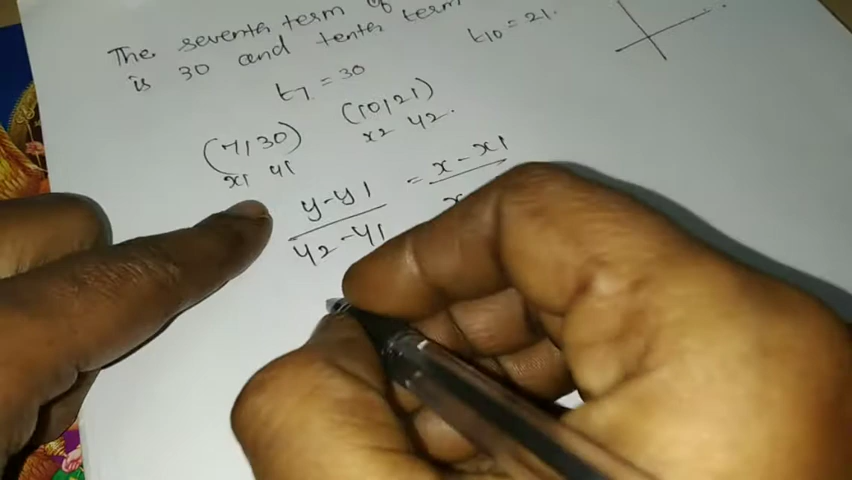 The seventh term of
is 30 and tenth term
t7 = 30
t10 = 21.
(7,30)
(10,21)
x1 y1
x2 y2.
y-y1 = x-x1
y2-y1